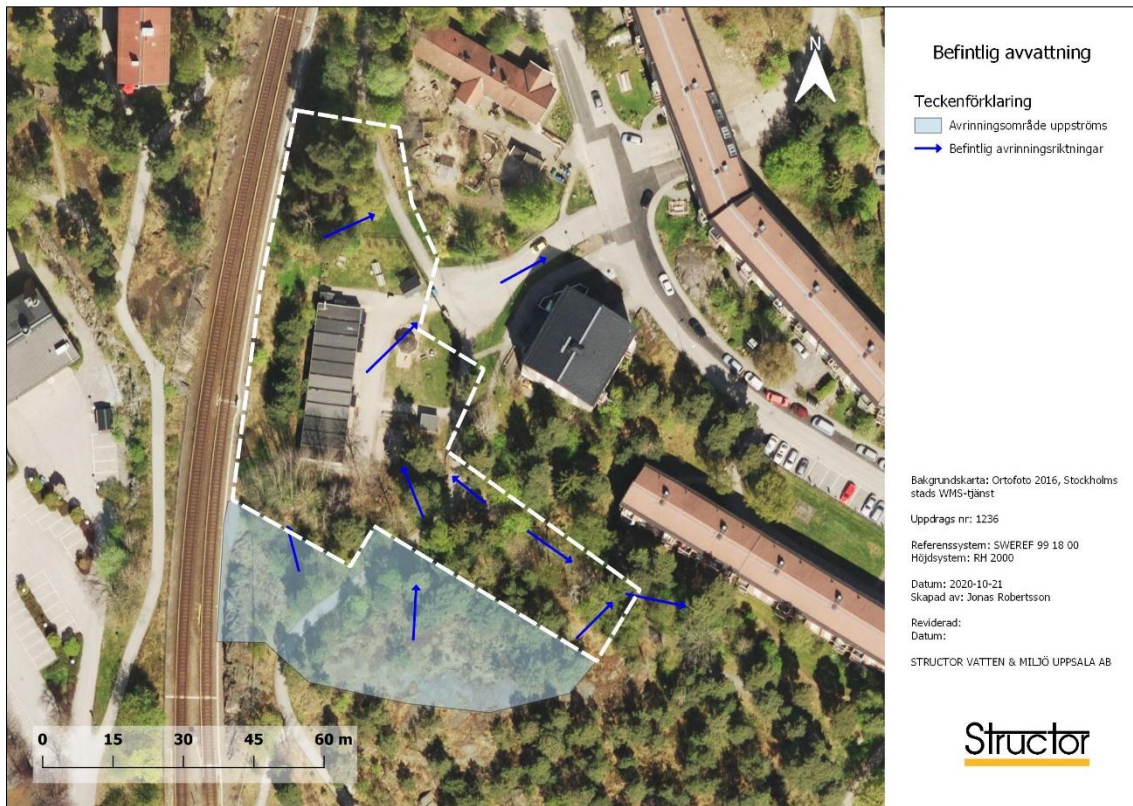 N
0 15 30 45 60 m
Befintlig avvattning
Teckenförklaring
Avrinningsområde uppströms
Befintlig avrinningsriktningar
Bakgrundskarta: Ortofoto 2016, Stockholms
stads WMS-tjänst
Uppdrags nr: 1236
Referenssystem: SWEREF 99 18 00
Höjdsystem: RH 2000
Datum: 2020-10-21
Skapad av: Jonas Robertsson
Reviderad:
Datum:
STRUCTOR VATTEN & MILJÖ UPPSALA AB
Structor